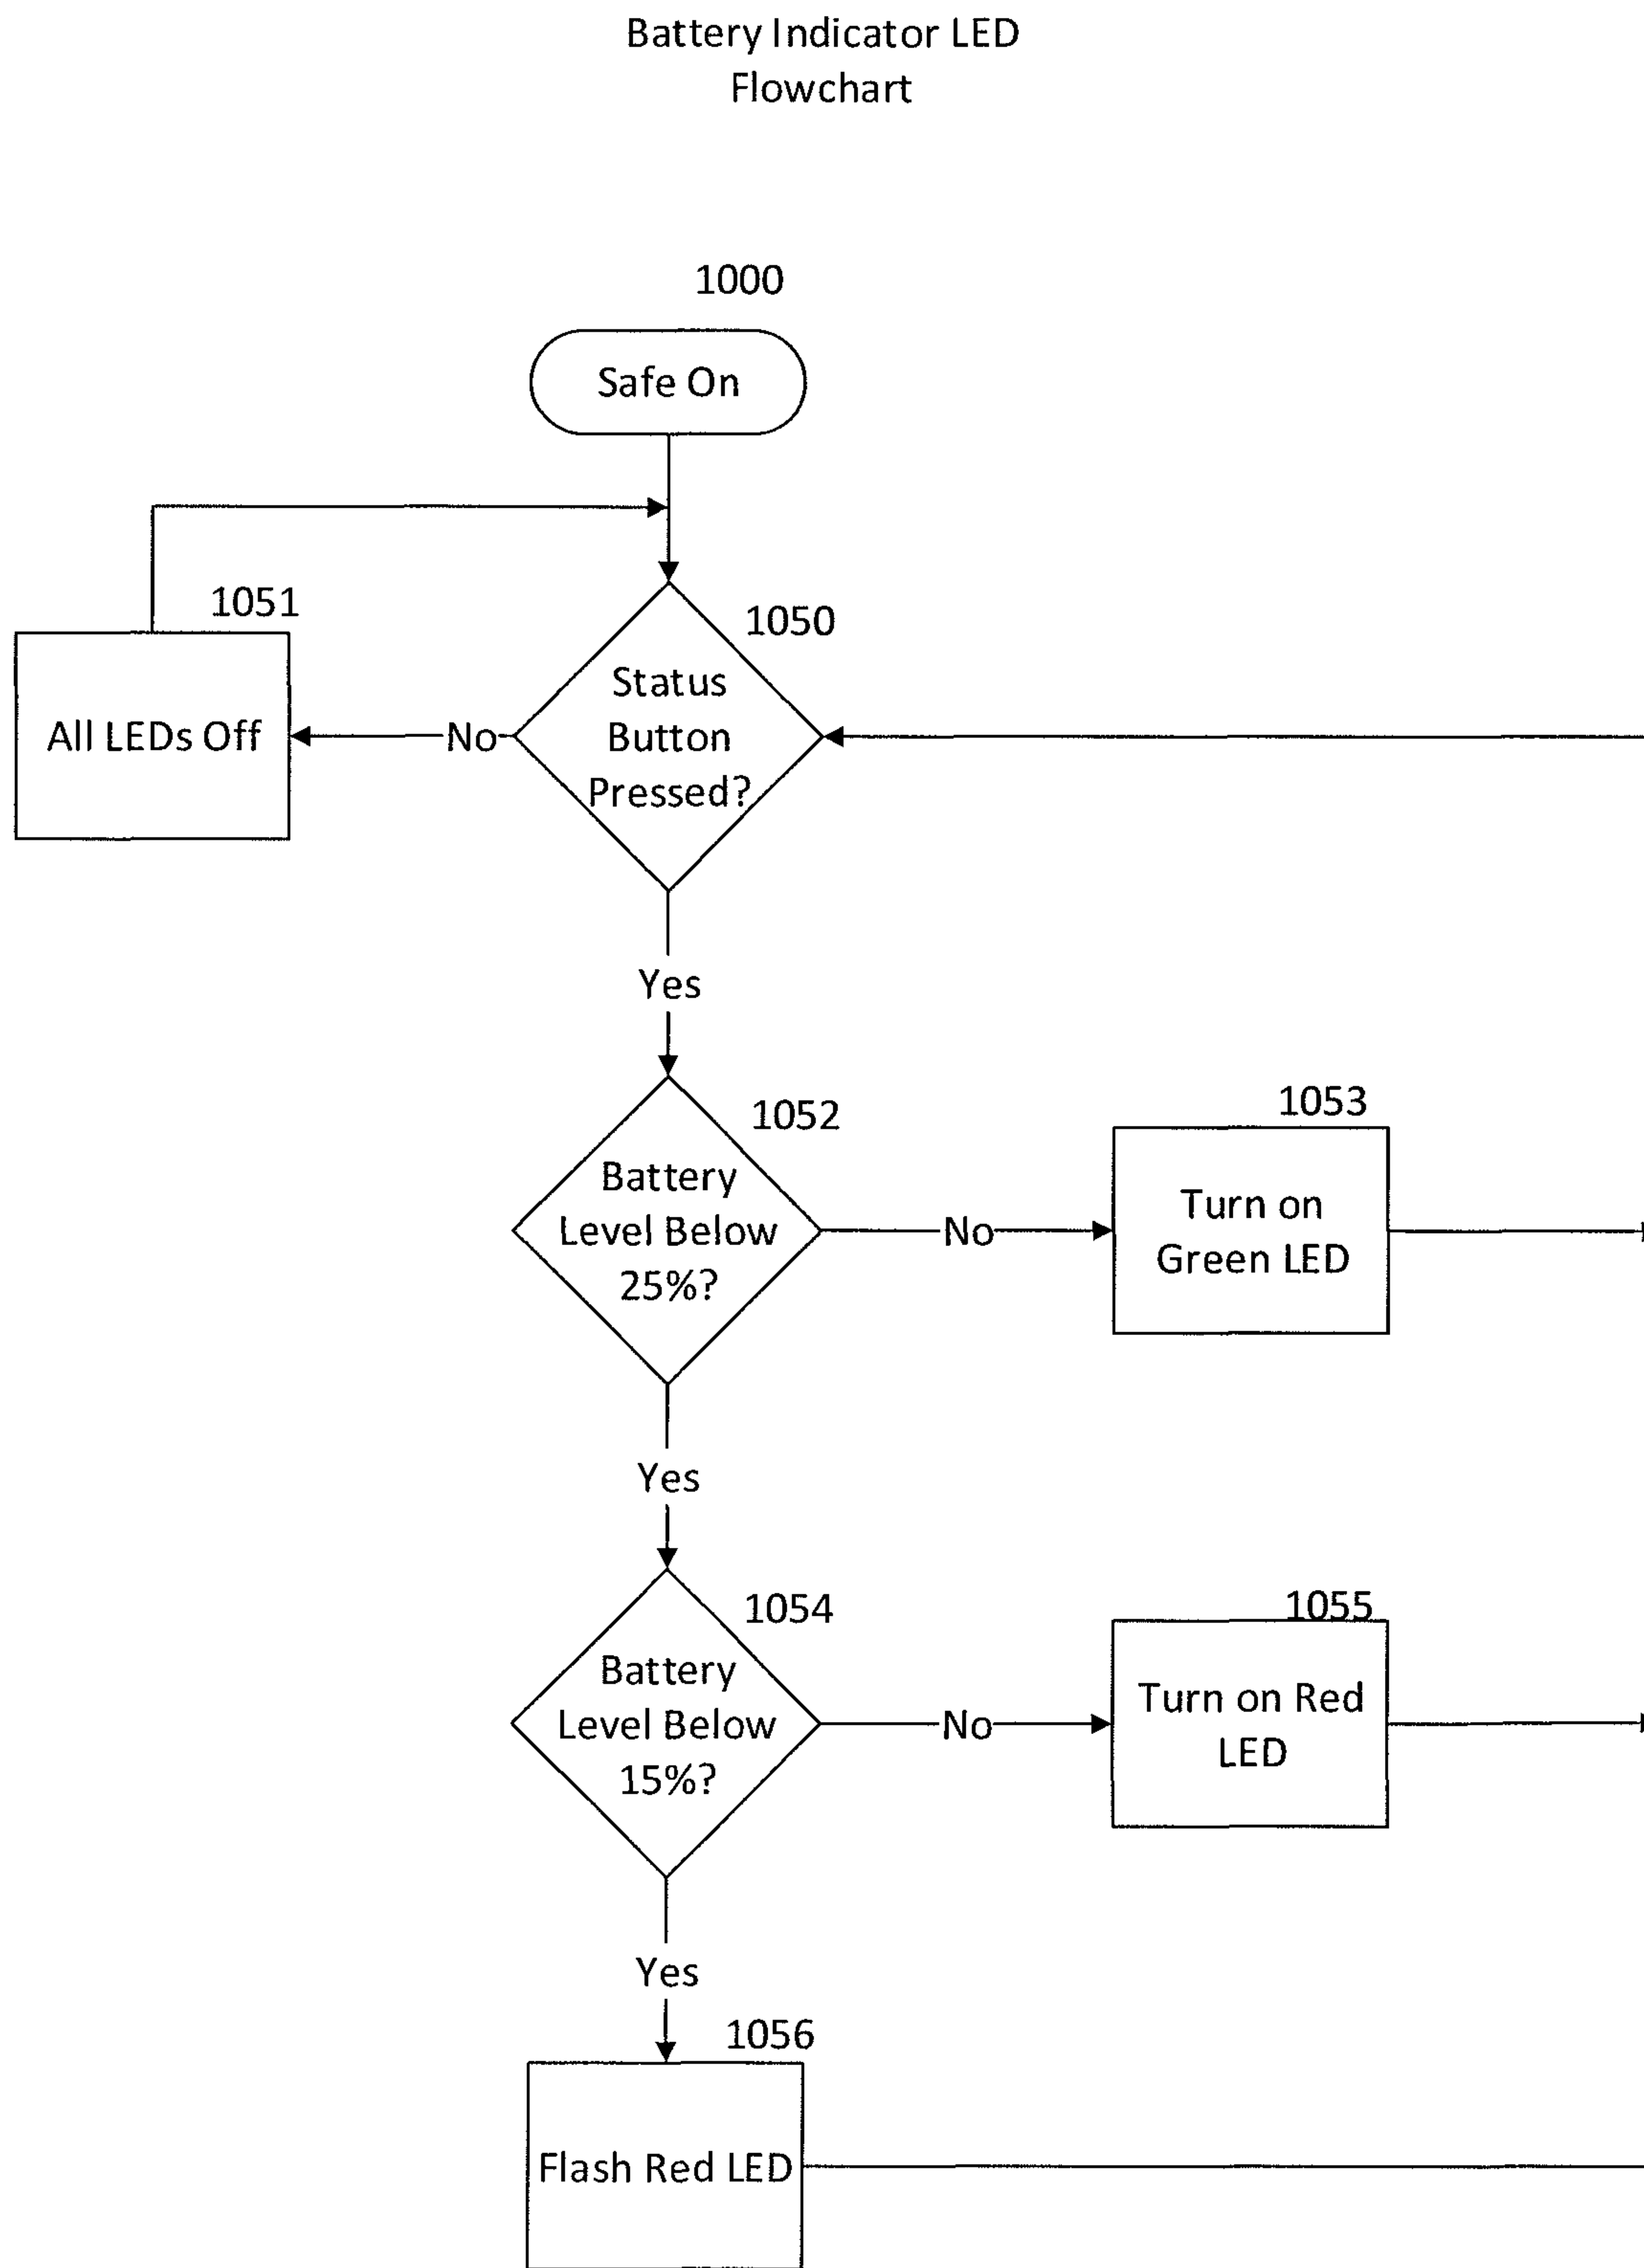 Battery Indicator LED
Flowchart
1000
Safe On
1051
All LEDs Off
1050
Status
Button
Pressed?
No
Yes
1052
Battery
Level Below
25%?
No
1053
Turn on
Green LED
Yes
1054
Battery
Level Below
15%?
No
1055
Turn on Red
LED
Yes
1056
Flash Red LED